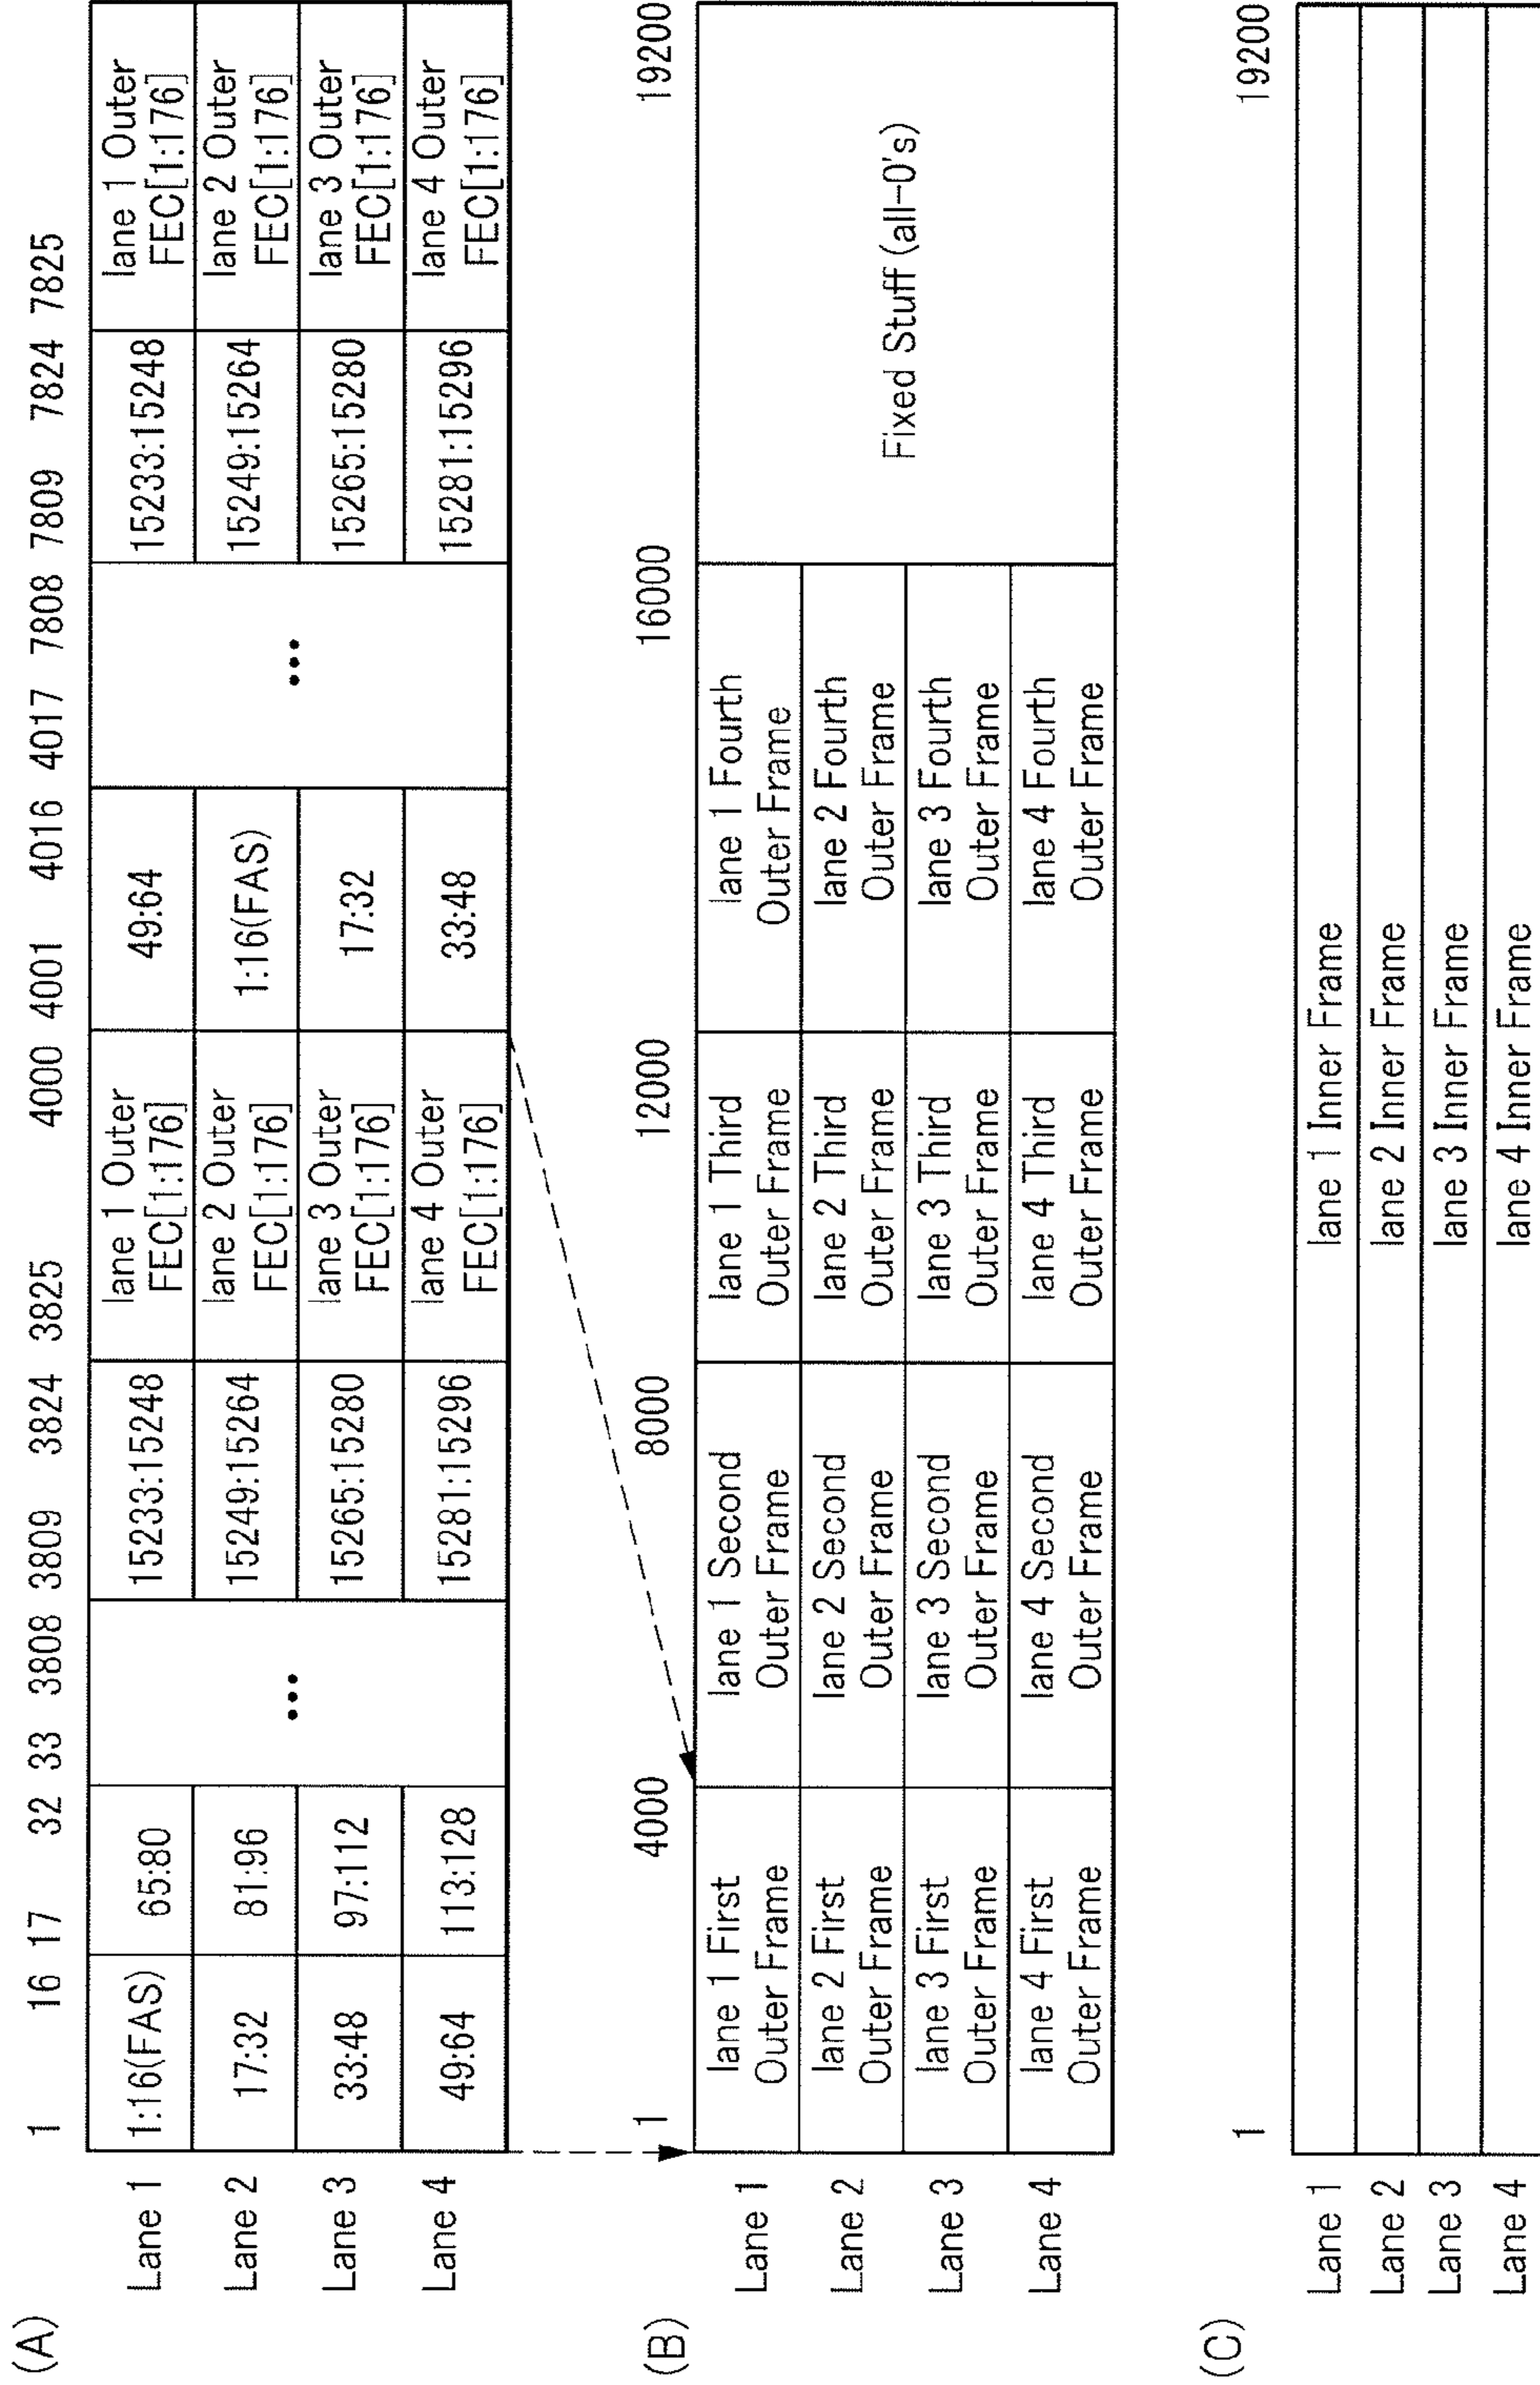 (A)
1 16 17 32 33 3808 3809 3824 3825 4000 4001 4016 4017 7808 7809 7824 7825
Lane 1 1:16(FAS) 65:80 ••• 15233:15248 lane 1 Outer FEC[1:176] 49:64 ••• 15233:15248 lane 1 Outer FEC[1:176]
Lane 2 17:32 81:96 15249:15264 lane 2 Outer FEC[1:176] 1:16(FAS) 15249:15264 lane 2 Outer FEC[1:176]
Lane 3 33:48 97:112 15265:15280 lane 3 Outer FEC[1:176] 17:32 15265:15280 lane 3 Outer FEC[1:176]
Lane 4 49:64 113:128 15281:15296 lane 4 Outer FEC[1:176] 33:48 15281:15296 lane 4 Outer FEC[1:176]
(B)
1 4000 8000 12000 16000 19200
Lane 1 lane 1 First Outer Frame lane 1 Second Outer Frame lane 1 Third Outer Frame lane 1 Fourth Outer Frame
Lane 2 lane 2 First Outer Frame lane 2 Second Outer Frame lane 2 Third Outer Frame lane 2 Fourth Outer Frame
Fixed Stuff (all-0's)
Lane 3 lane 3 First Outer Frame lane 3 Second Outer Frame lane 3 Third Outer Frame lane 3 Fourth Outer Frame
Lane 4 lane 4 First Outer Frame lane 4 Second Outer Frame lane 4 Third Outer Frame lane 4 Fourth Outer Frame
(C)
1 19200
Lane 1 lane 1 Inner Frame
Lane 2 lane 2 Inner Frame
Lane 3 lane 3 Inner Frame
Lane 4 lane 4 Inner Frame